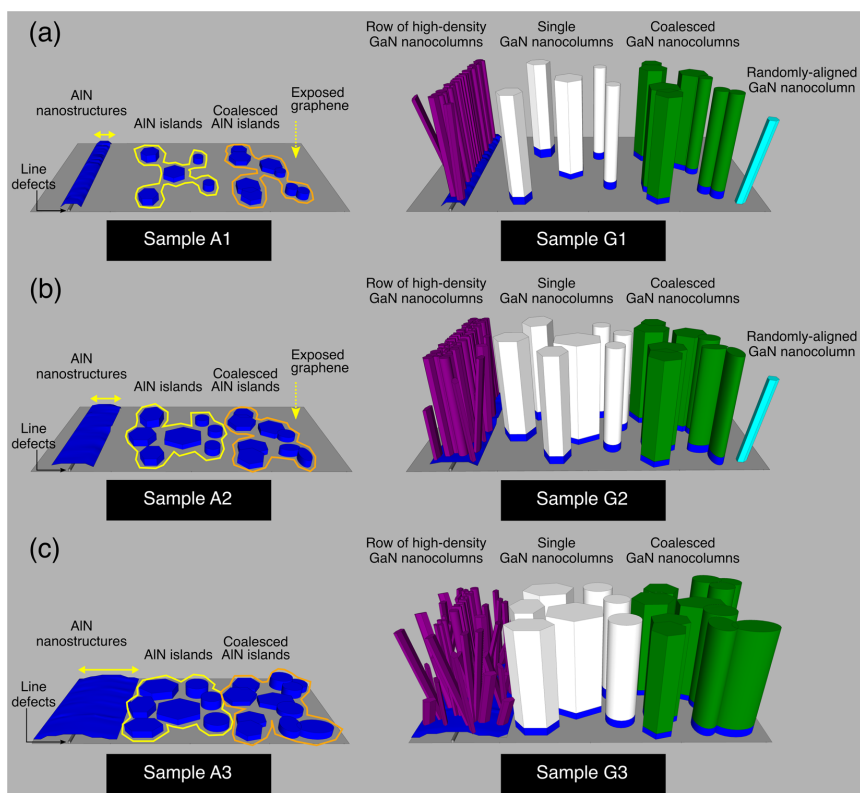 (a)
Row of high-density
GaN nanocolumns
Single
GaN nanocolumns
Coalesced
GaN nanocolumns
AlN
nanostructures
AlN islands
Coalesced
AlN islands
Exposed
graphene
Randomly-aligned
GaN nanocolumn
Line
defects
Sample A1
Sample G1
(b)
Row of high-density
GaN nanocolumns
Single
GaN nanocolumns
Coalesced
GaN nanocolumns
AlN
nanostructures
AlN islands
Coalesced
AlN islands
Exposed
graphene
Randomly-aligned
GaN nanocolumn
Line
defects
Sample A2
Sample G2
(c)
Row of high-density
GaN nanocolumns
Single
GaN nanocolumns
Coalesced
GaN nanocolumns
AlN
nanostructures
AlN islands
Coalesced
AlN islands
Line
defects
Sample A3
Sample G3